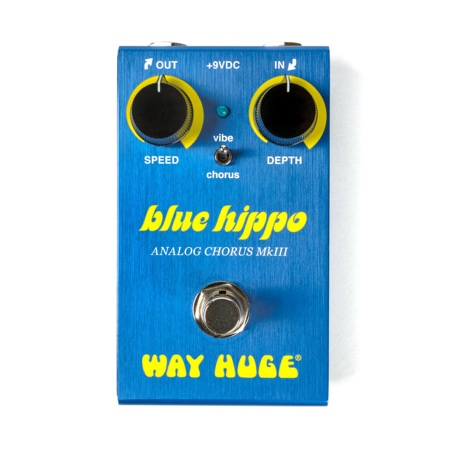 OUT +9VDC IN
SPEED vibe DEPTH
chorus
blue hippo
ANALOG CHORUS MkIII
WAY HUGE®